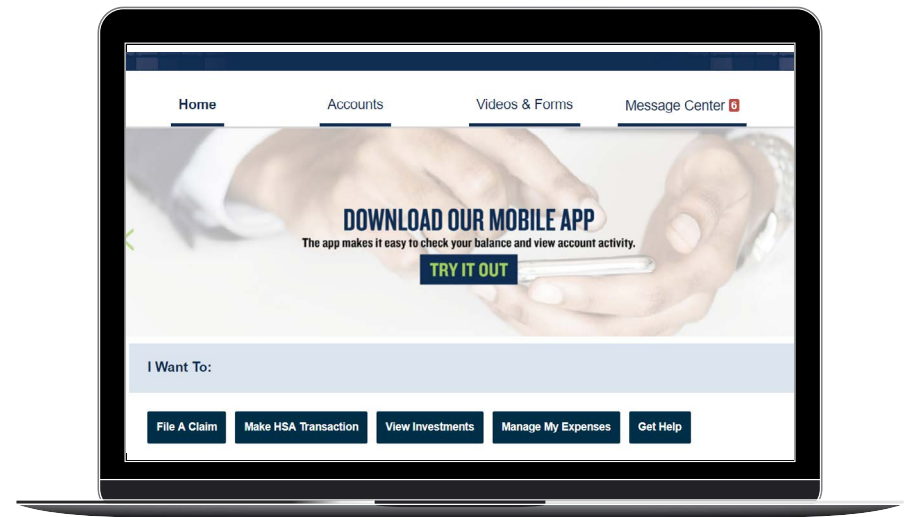 Home
Accounts
Videos & Forms
Message Center 6
DOWNLOAD OUR MOBILE APP
The app makes it easy to check your balance and view account activity.
TRY IT OUT
I Want To:
File A Claim
Make HSA Transaction
View Investments
Manage My Expenses
Get Help